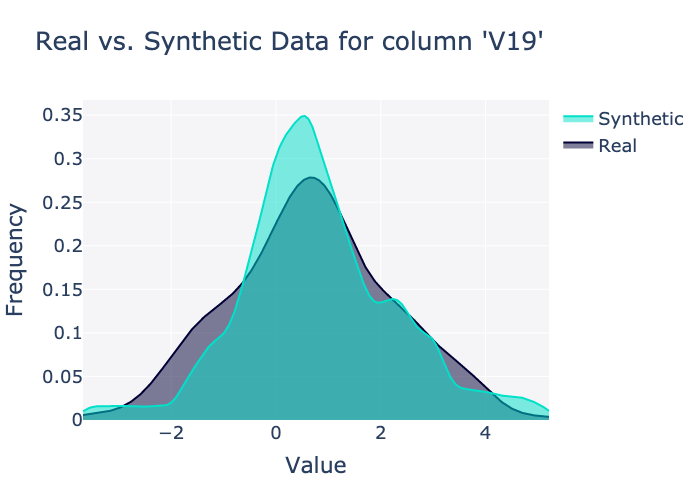 Real vs. Synthetic Data for column 'V19'
Synthetic
Real
Frequency
0.35
0.3
0.25
0.2
0.15
0.1
0.05
0
−2
0
2
4
Value